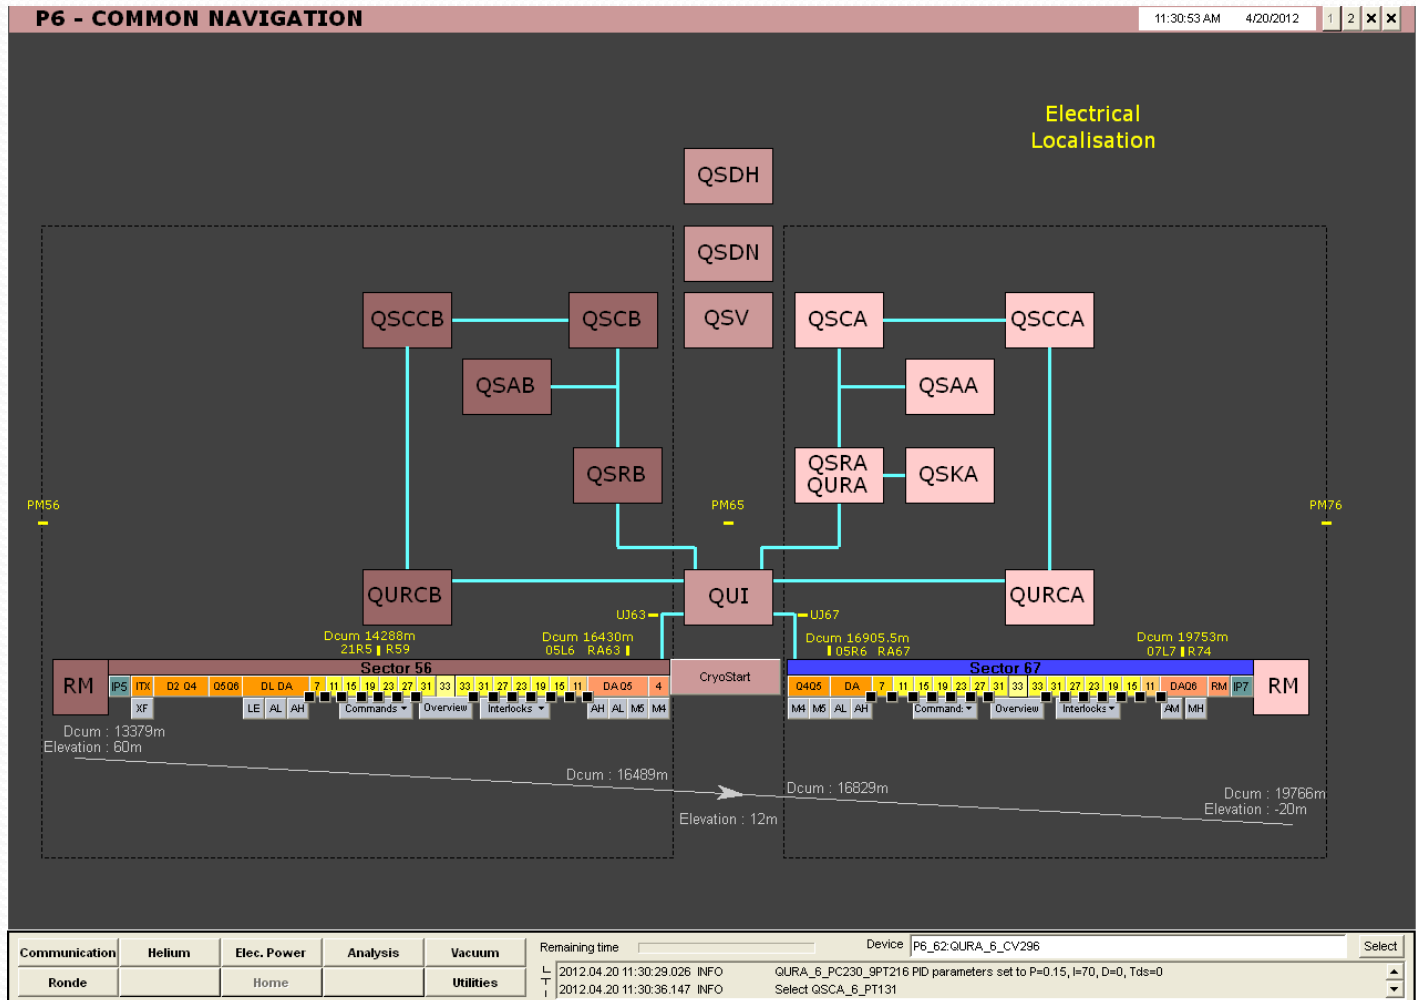 P6 - COMMON NAVIGATION
11:30:53 AM 4/20/2012 1 2
Electrical
Localisation
QSDH
QSDN
QSCCB QSCB QSV QSCA QSCCA
QSAB QSAA
QSRB QSRA QURA QSKA
PM56 PM65 PM76
QURCB QUI QURCA
UJ63 UJ67
Dcum 14288m Dcum 16430m Dcum 16905.5m Dcum 19753m
21R5 R59 05L6 RA63 05R6 RA67 07L7 R74
Sector 56 Sector 67
RM CryoStart RM
IP5 ITX D2 Q4 Q5Q6 DL DA 7 11 15 19 23 27 31 33 33 31 27 23 19 15 11 DA Q5 4 Q4Q5 DA 7 11 15 19 23 27 31 33 33 31 27 23 19 15 11 DAQ6 RM IP7
XF LE AL AH Commands Overview Interlocks AH AL M5 M4 M4 M5 AL AH Command: Overview Interlocks AM MH
Dcum : 13379m
Elevation : 60m
Dcum : 16489m
Dcum : 16829m
Dcum : 19766m
Elevation : -20m
Elevation : 12m
Communication Helium Elec. Power Analysis Vacuum
Ronde Home Utilities
Remaining time Device P6_62:QURA_6_CV296 Select
2012.04.20 11:30:29.026 INFO QURA_6_PC230_9PT216 PID parameters set to P=0.15, I=70, D=0, Tds=0
2012.04.20 11:30:36.147 INFO Select QSCA_6_PT131